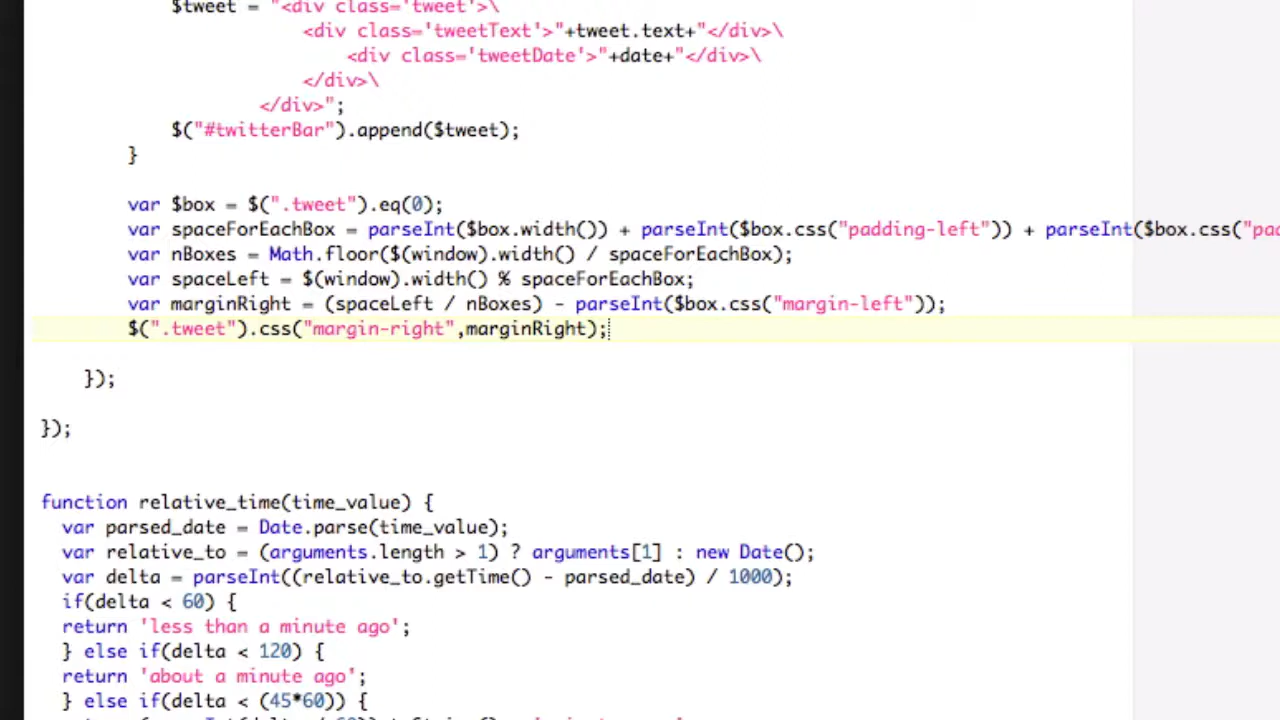 $tweet = "<div class='tweet'>\
<div class='tweetText'>"+tweet.text+"</div>\
<div class='tweetDate'>"+date+"</div>\
</div>\
</div>";
$("#twitterBar").append($tweet);
}
var $box = $(".tweet").eq(0);
var spaceForEachBox = parseInt($box.width()) + parseInt($box.css("padding-left")) + parseInt($box.css("pad
var nBoxes = Math.floor($(window).width() / spaceForEachBox);
var spaceLeft = $(window).width() % spaceForEachBox;
var marginRight = (spaceLeft / nBoxes) - parseInt($box.css("margin-left"));
$(".tweet").css("margin-right",marginRight);
});
});
function relative_time(time_value) {
var parsed_date = Date.parse(time_value);
var relative_to = (arguments.length > 1) ? arguments[1] : new Date();
var delta = parseInt((relative_to.getTime() - parsed_date) / 1000);
if(delta < 60) {
return 'less than a minute ago';
} else if(delta < 120) {
return 'about a minute ago';
} else if(delta < (45*60)) {